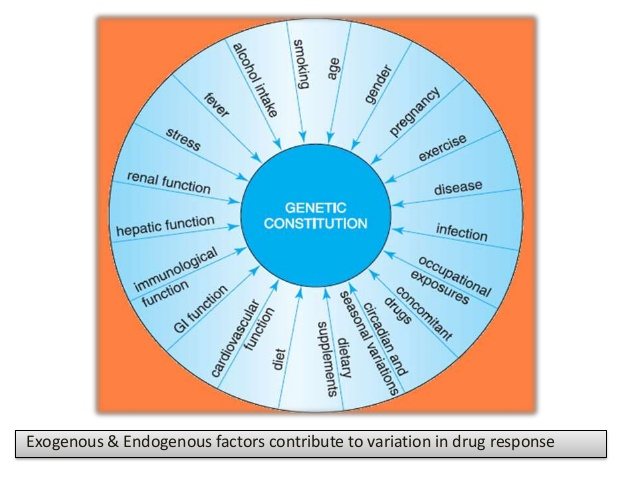 smoking
age
gender
pregnancy
exercise
disease
infection
occupational
exposures
concomitant
drugs
circadian and
seasonal variations
dietary
supplements
diet
cardiovascular
function
GI function
immunological
function
hepatic function
renal function
stress
fever
alcohol intake
GENETIC
CONSTITUTION
Exogenous & Endogenous factors contribute to variation in drug response